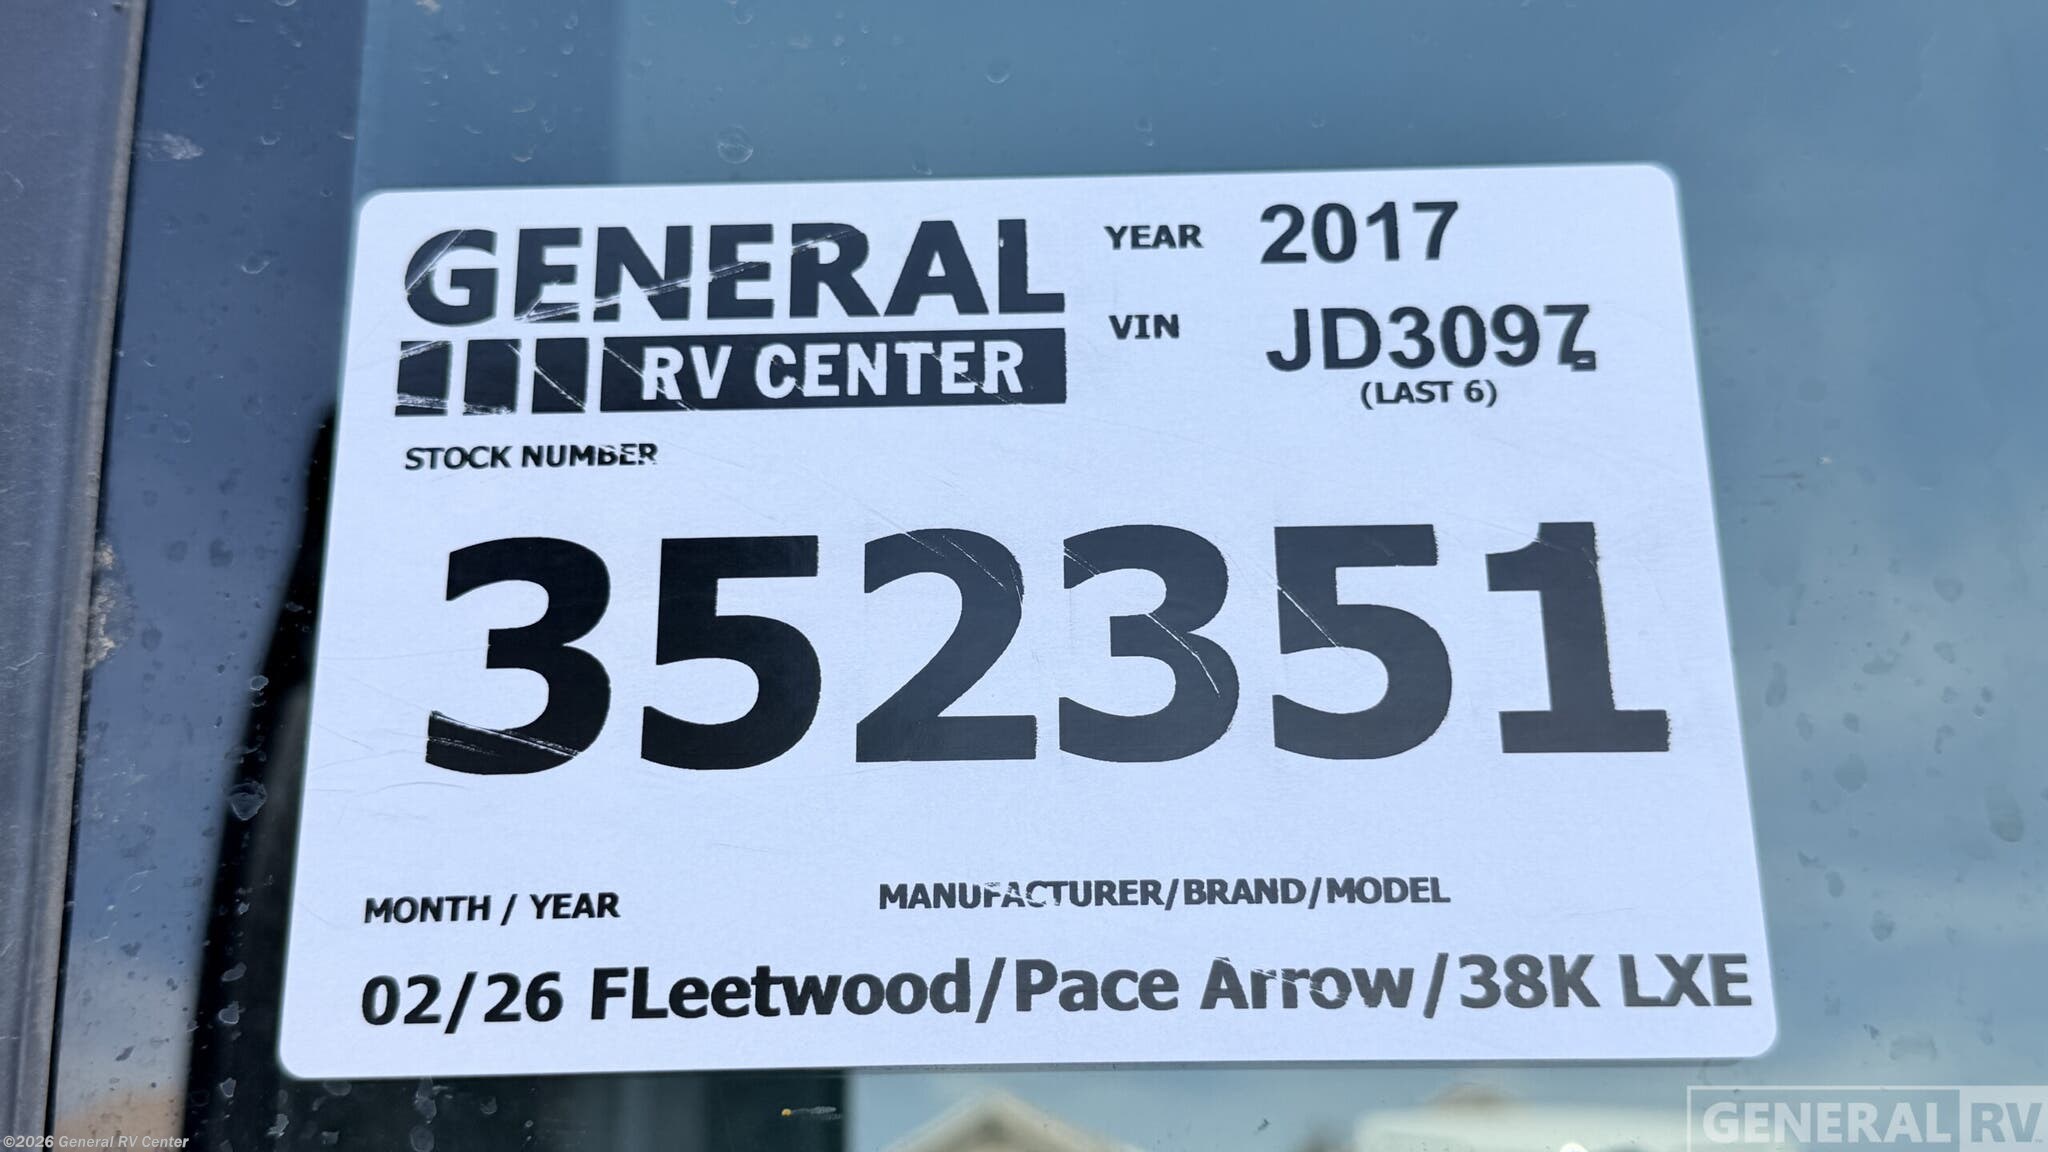 GENERAL
RV CENTER
YEAR 2017
VIN
(LAST 6)
STOCK NUMBER
352351
MONTH / YEAR
MANUFACTURER/BRAND/MODEL
02/26 FLeetwood/Pace Arrow/38K LXE
GENERAL RV
©2026 General RV Center